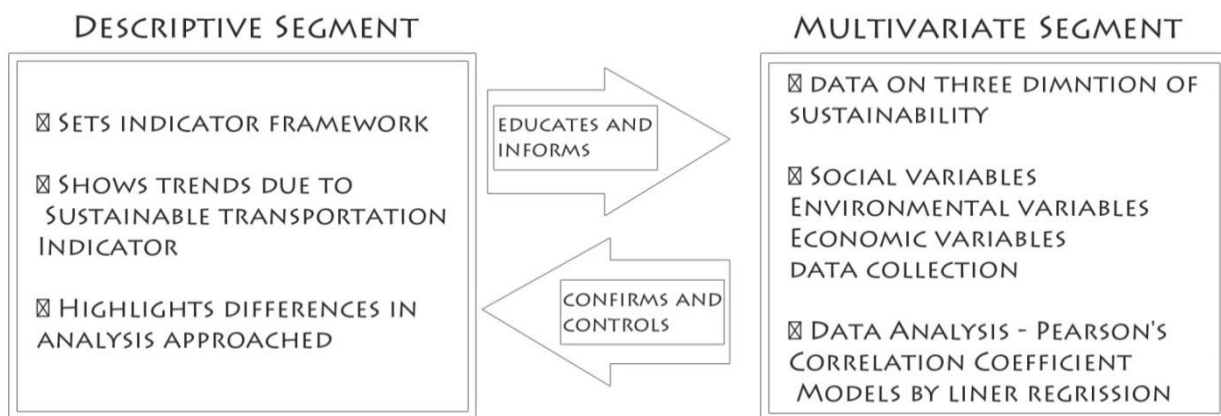 DESCRIPTIVE SEGMENT
☒ SETS INDICATOR FRAMEWORK
☒ SHOWS TRENDS DUE TO
SUSTAINABLE TRANSPORTATION
INDICATOR
☒ HIGHLIGHTS DIFFERENCES IN
ANALYSIS APPROACHED
EDUCATES AND
INFORMS
CONFIRMS AND
CONTROLS
MULTIVARIATE SEGMENT
☒ DATA ON THREE DIMNTION OF
SUSTAINABILITY
☒ SOCIAL VARIABLES
ENVIRONMENTAL VARIABLES
ECONOMIC VARIABLES
DATA COLLECTION
☒ DATA ANALYSIS - PEARSON'S
CORRELATION COEFFICIENT
MODELS BY LINER REGRISSION